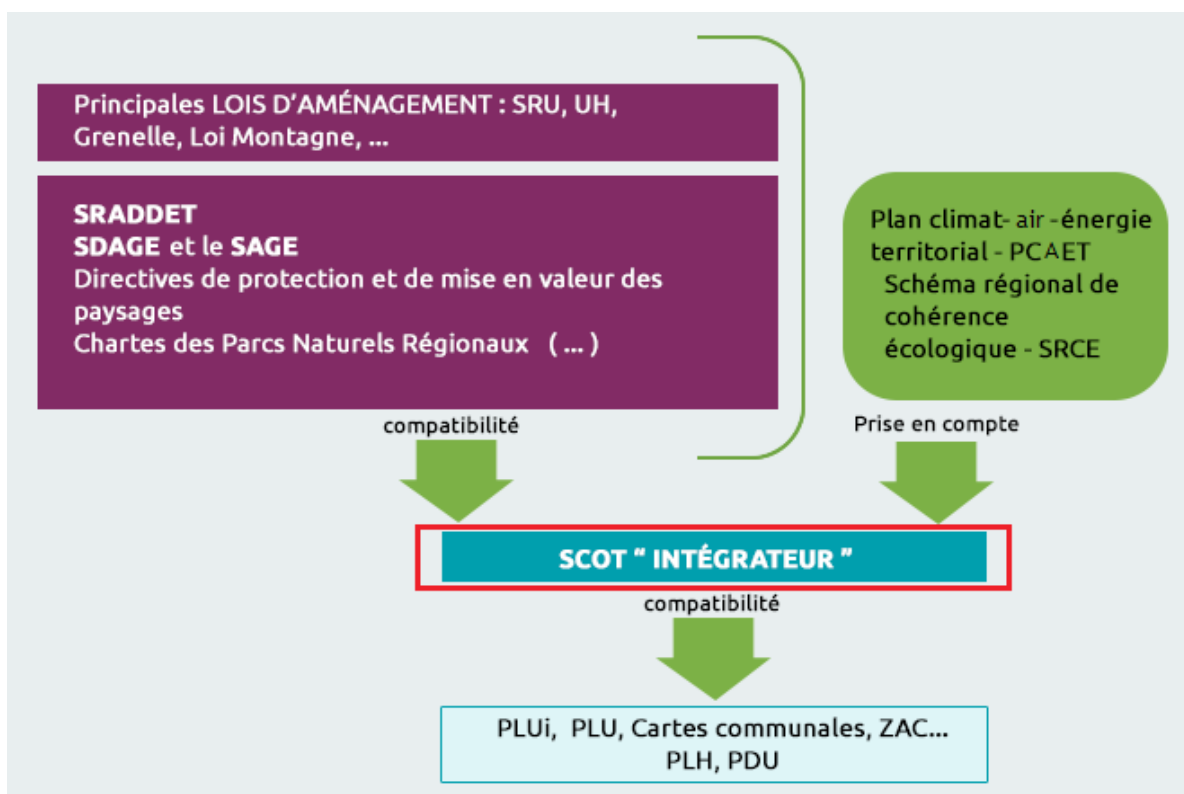 Principales LOIS D'AMÉNAGEMENT : SRU, UH,
Grenelle, Loi Montagne, ...
SRADDET
SDAGE et le SAGE
Directives de protection et de mise en valeur des
paysages
Chartes des Parcs Naturels Régionaux ( ... )
Plan climat- air -énergie
territorial - PCAET
Schéma régional de
cohérence
écologique - SRCE
compatibilité
Prise en compte
SCOT “ INTÉGRATEUR ”
compatibilité
PLUi, PLU, Cartes communales, ZAC...
PLH, PDU